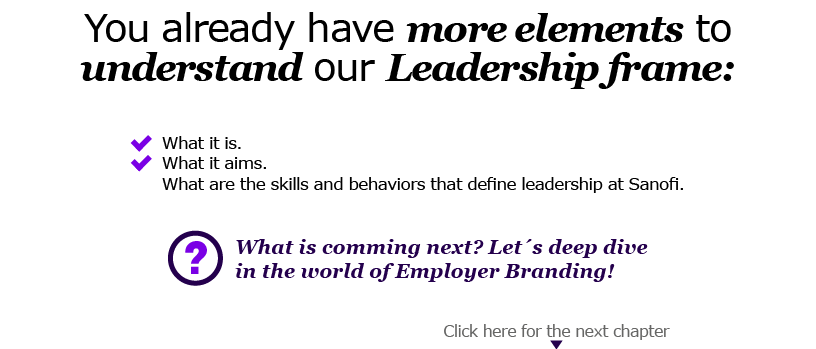 You already have more elements to
understand our Leadership frame:
What it is.
What it aims.
What are the skills and behaviors that define leadership at Sanofi.
?
What is comming next? Let´s deep dive
in the world of Employer Branding!
Click here for the next chapter